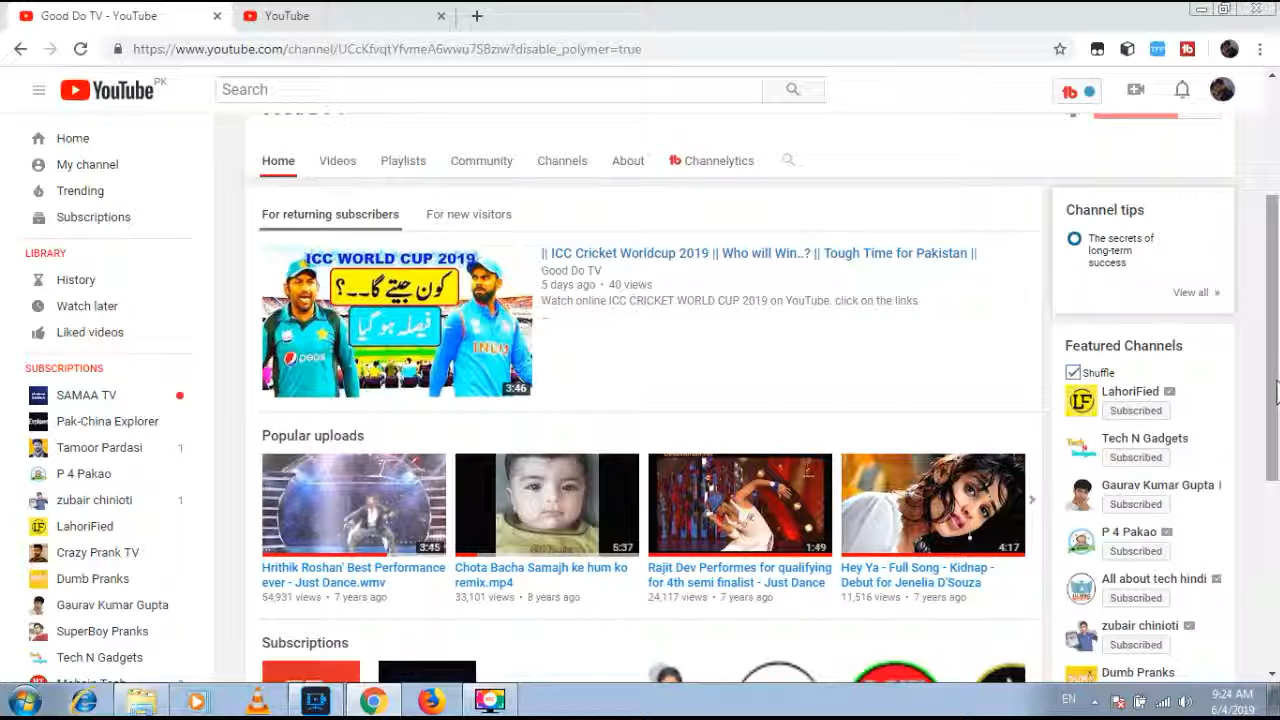 Good Do TV - YouTube
YouTube
https://www.youtube.com/channel/UCcKfvqtYfvmeA6wwu7SBziw?disable_polymer=true
YouTube PK
Search
Home
My channel
Trending
Subscriptions
LIBRARY
History
Watch later
Liked videos
SUBSCRIPTIONS
SAMAA TV
Pak-China Explorer
Tamoor Pardasi 1
P 4 Pakao
zubair chinioti 1
LahoriFied
Crazy Prank TV
Dumb Pranks
Gaurav Kumar Gupta
SuperBoy Pranks
Tech N Gadgets
Home Videos Playlists Community Channels About Channelytics
For returning subscribers For new visitors
ICC WORLD CUP 2019
کون جیتے گا۔۔؟
فیصلہ ہو گیا
pepsi
INDIA
3:46
|| ICC Cricket Worldcup 2019 || Who will Win..? || Tough Time for Pakistan ||
Good Do TV
5 days ago • 40 views
Watch online ICC CRICKET WORLD CUP 2019 on YouTube. click on the links
...
Popular uploads
3:45
Hrithik Roshan' Best Performance
ever - Just Dance.wmv
54,931 views • 7 years ago
5:37
Chota Bacha Samajh ke hum ko
remix.mp4
33,101 views • 8 years ago
1:49
Rajit Dev Performes for qualifying
for 4th semi finalist - Just Dance
24,117 views • 7 years ago
4:17
Hey Ya - Full Song - Kidnap -
Debut for Jenelia D'Souza
11,516 views • 7 years ago
Subscriptions
Channel tips
The secrets of
long-term
success
View all »
Featured Channels
Shuffle
LahoriFied
Subscribed
Tech N Gadgets
Subscribed
Gaurav Kumar Gupta
Subscribed
P 4 Pakao
Subscribed
All about tech hindi
Subscribed
zubair chinioti
Subscribed
Dumb Pranks
EN
9:24 AM
6/4/2019